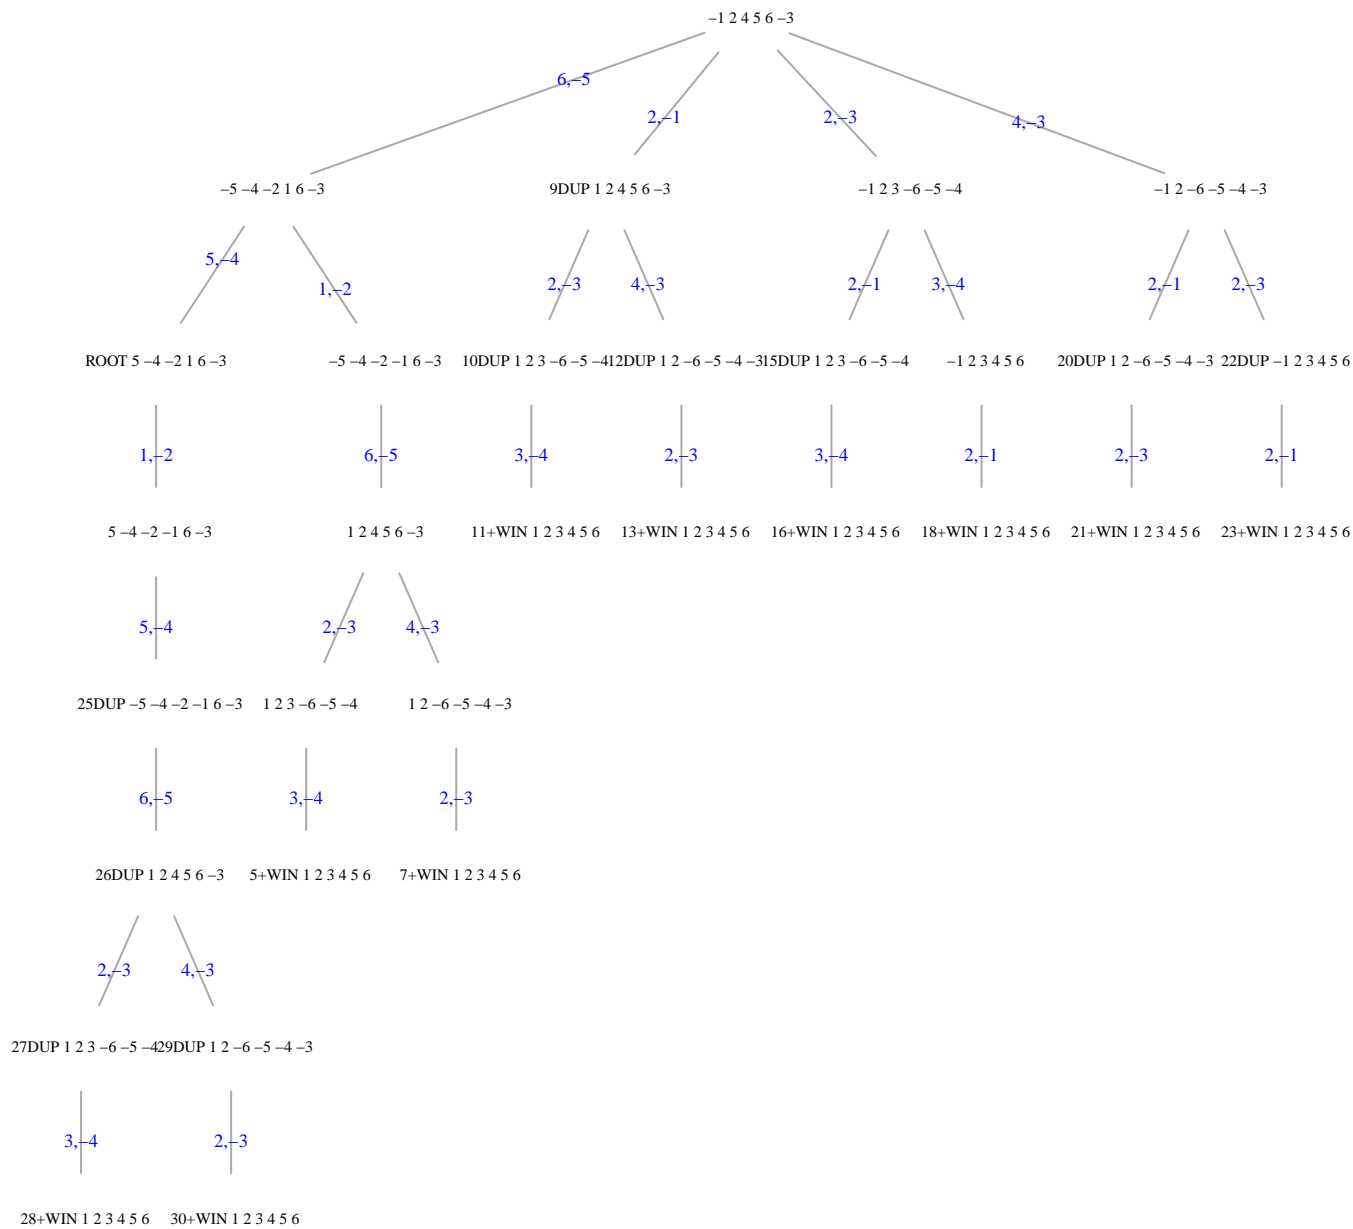 –1 2 4 5 6 –3
6,–5
2,–1
2,–3
4,–3
–5 –4 –2 1 6 –3
9DUP 1 2 4 5 6 –3
–1 2 3 –6 –5 –4
–1 2 –6 –5 –4 –3
5,–4
1,–2
2,–3
4,–3
2,–1
3,–4
2,–1
2,–3
ROOT 5 –4 –2 1 6 –3
–5 –4 –2 –1 6 –3
10DUP 1 2 3 –6 –5 –4
12DUP 1 2 –6 –5 –4 –3
15DUP 1 2 3 –6 –5 –4
–1 2 3 4 5 6
20DUP 1 2 –6 –5 –4 –3
22DUP –1 2 3 4 5 6
1,–2
6,–5
3,–4
2,–3
3,–4
2,–1
2,–3
2,–1
5 –4 –2 –1 6 –3
1 2 4 5 6 –3
11+WIN 1 2 3 4 5 6
13+WIN 1 2 3 4 5 6
16+WIN 1 2 3 4 5 6
18+WIN 1 2 3 4 5 6
21+WIN 1 2 3 4 5 6
23+WIN 1 2 3 4 5 6
5,–4
2,–3
4,–3
25DUP –5 –4 –2 –1 6 –3
1 2 3 –6 –5 –4
1 2 –6 –5 –4 –3
6,–5
3,–4
2,–3
26DUP 1 2 4 5 6 –3
5+WIN 1 2 3 4 5 6
7+WIN 1 2 3 4 5 6
2,–3
4,–3
27DUP 1 2 3 –6 –5 –4
29DUP 1 2 –6 –5 –4 –3
3,–4
2,–3
28+WIN 1 2 3 4 5 6
30+WIN 1 2 3 4 5 6